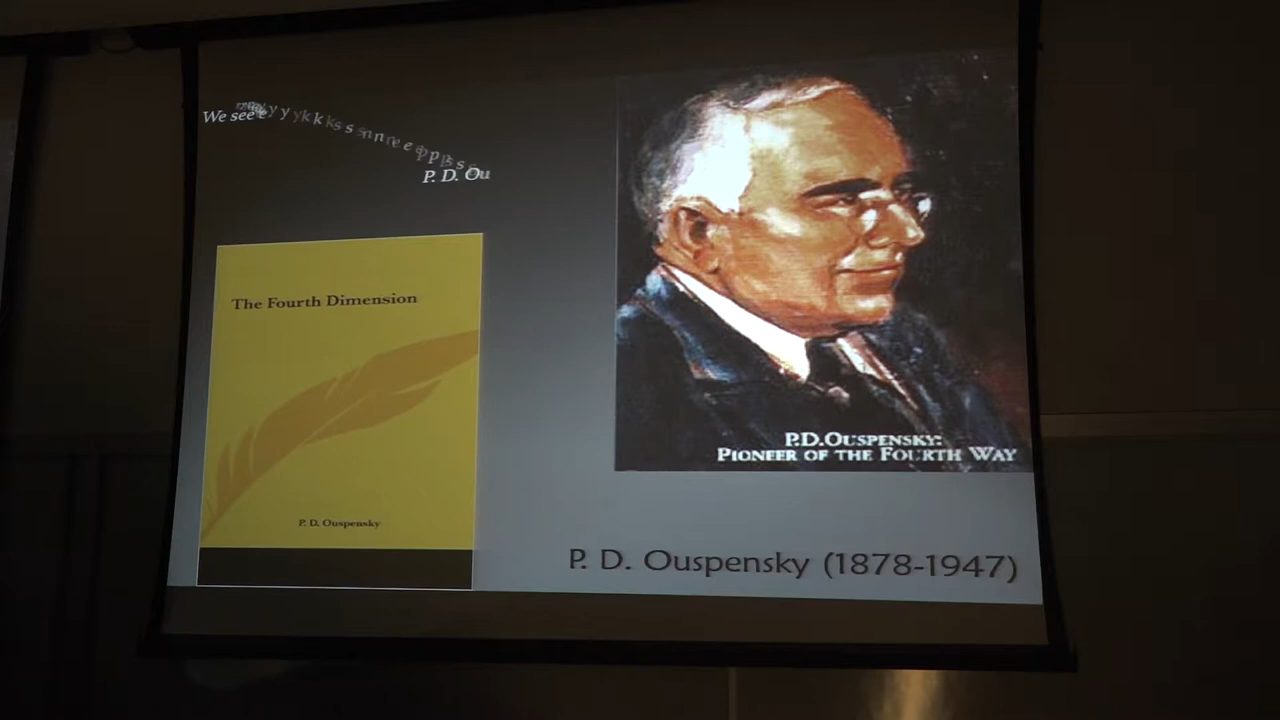 We see
P. D. Ou
The Fourth Dimension
P. D. Ouspensky
P.D. OUSPENSKY:
PIONEER OF THE FOURTH WAY
P. D. Ouspensky (1878-1947)